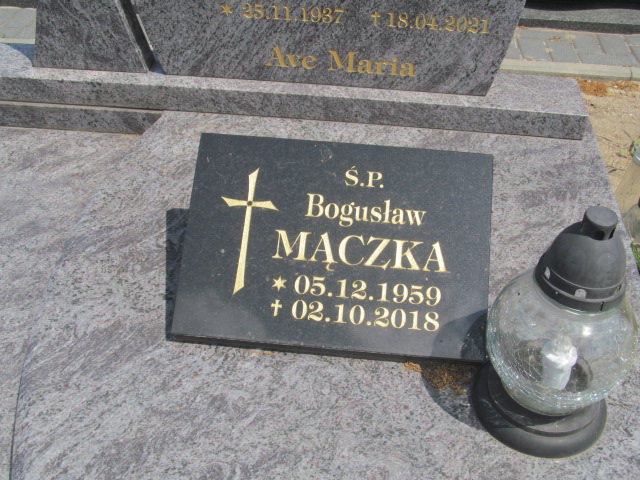 * 25.11.1937 † 18.04.2021
Ave Maria
Ś.P.
Bogusław
MĄCZKA
* 05.12.1959
† 02.10.2018